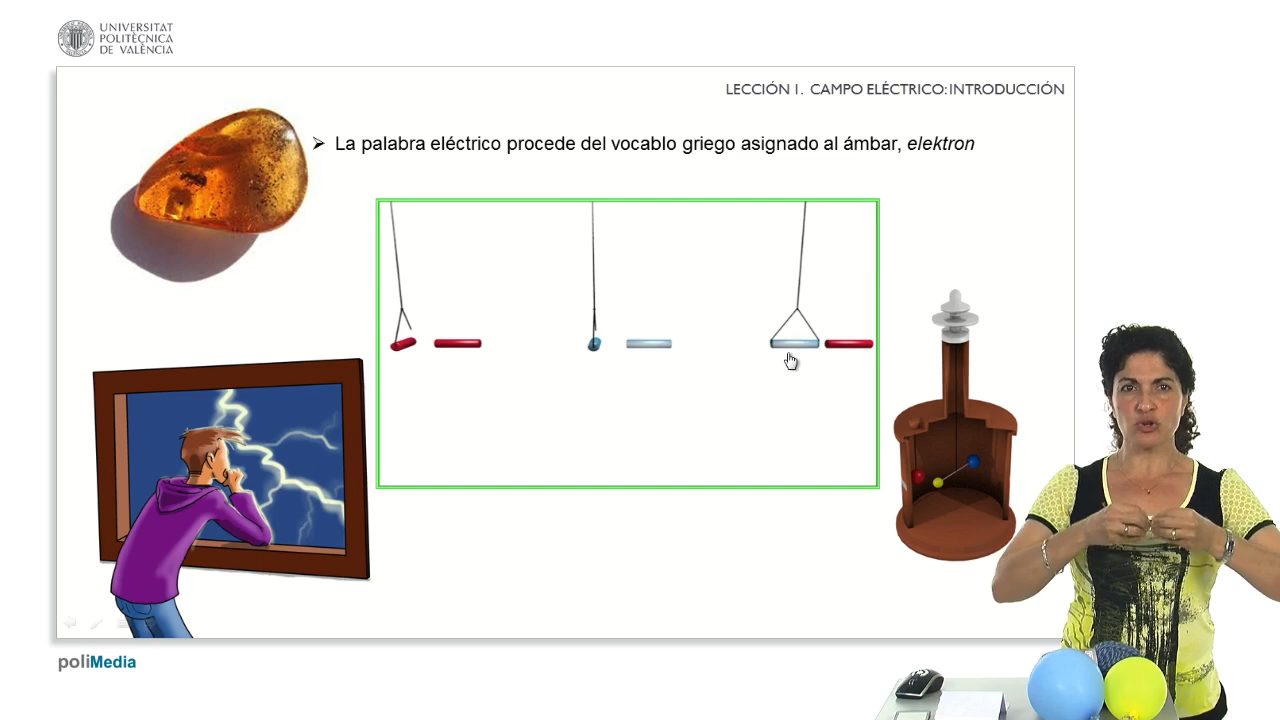 UNIVERSITAT
POLITÈCNICA
DE VALÈNCIA
LECCIÓN 1. CAMPO ELÉCTRICO: INTRODUCCIÓN
La palabra eléctrico procede del vocablo griego asignado al ámbar, elektron
poliMedia